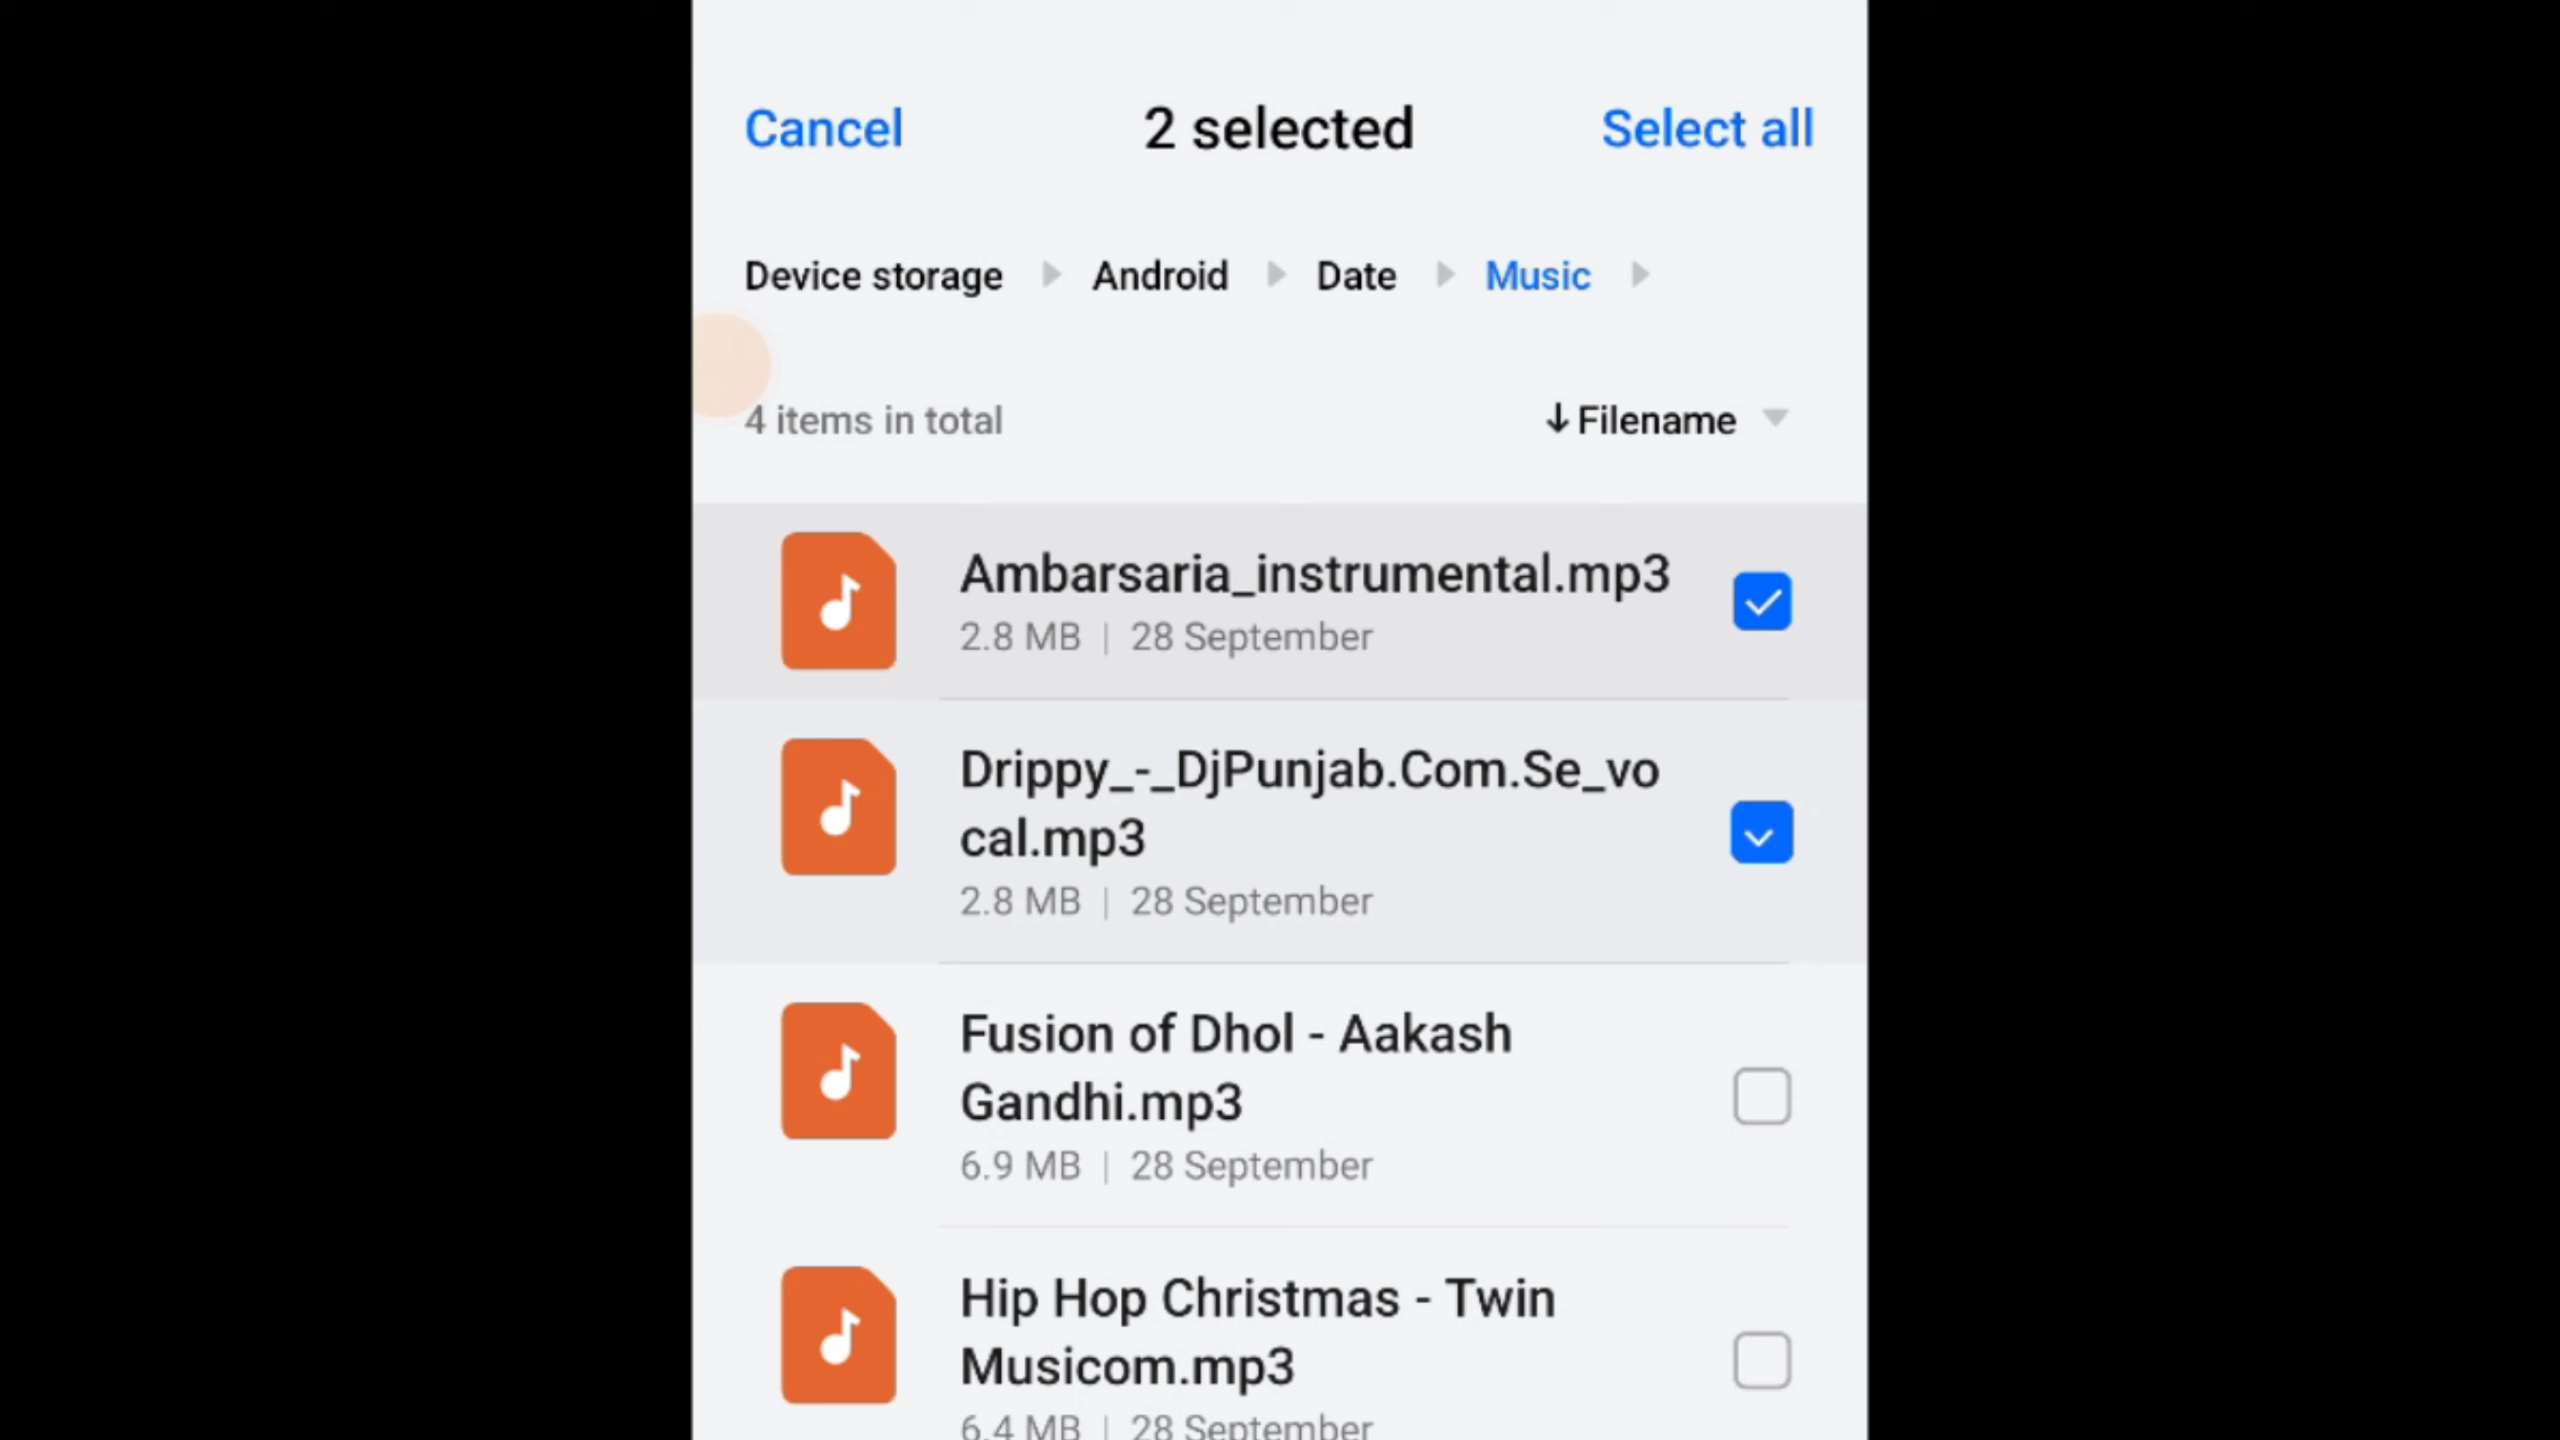 Cancel 2 selected Select all
Device storage Android Date Music
4 items in total ↓ Filename
Ambarsaria_instrumental.mp3
2.8 MB | 28 September
Drippy_-_DjPunjab.Com.Se_vo
cal.mp3
2.8 MB | 28 September
Fusion of Dhol - Aakash
Gandhi.mp3
6.9 MB | 28 September
Hip Hop Christmas - Twin
Musicom.mp3
6.4 MB | 28 September